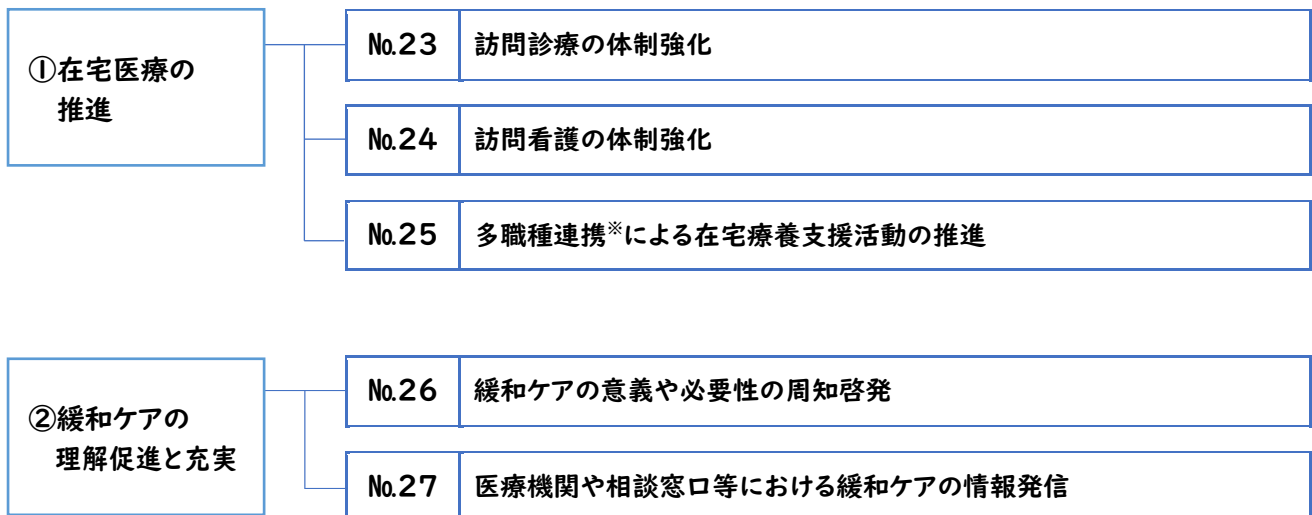 ①在宅医療の
推進
№23 訪問診療の体制強化
№24 訪問看護の体制強化
№25 多職種連携※による在宅療養支援活動の推進
②緩和ケアの
理解促進と充実
№26 緩和ケアの意義や必要性の周知啓発
№27 医療機関や相談窓口等における緩和ケアの情報発信